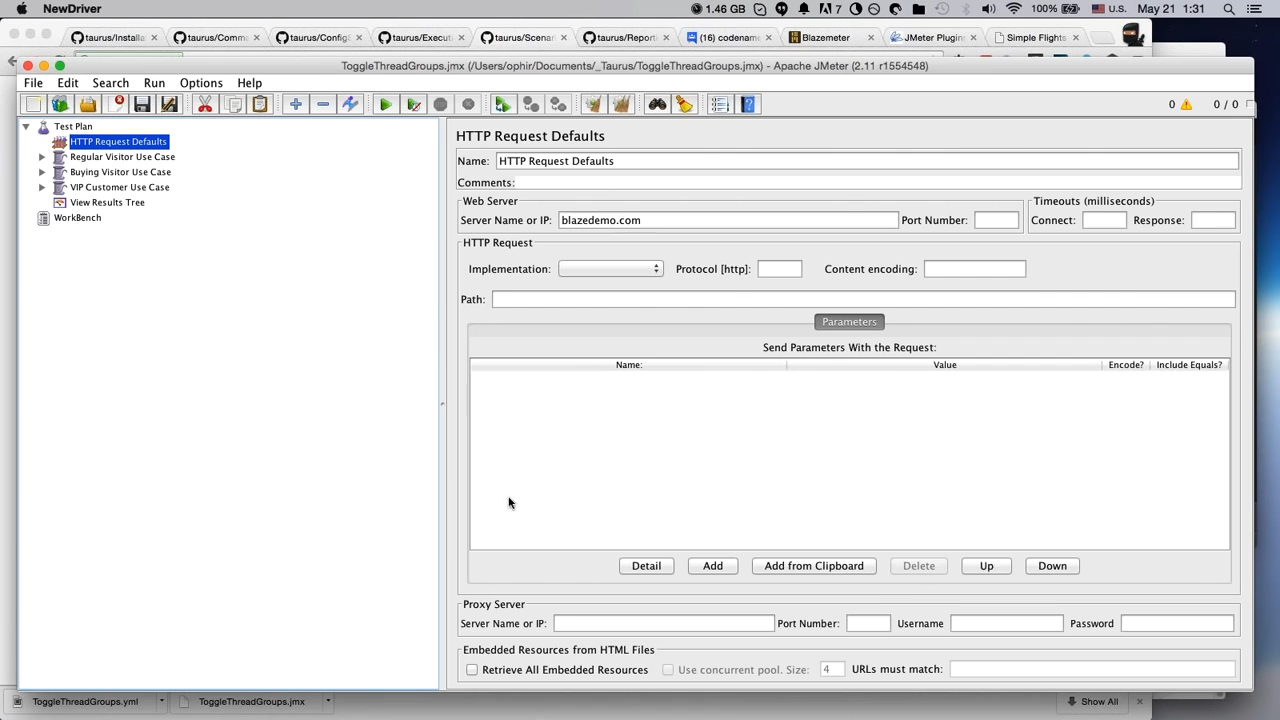 NewDriver
1.46 GB
7
100%
U.S.
May 21 1:31
taurus/Installa
taurus/Comm
taurus/Config
taurus/Executi
taurus/Scena
taurus/Report
(16) codenam
Blazemeter
JMeter Plugin
Simple Flights
ToggleThreadGroups.jmx (/Users/ophir/Documents/_Taurus/ToggleThreadGroups.jmx) - Apache JMeter (2.11 r1554548)
File Edit Search Run Options Help
0 0 / 0
Test Plan
HTTP Request Defaults
Regular Visitor Use Case
Buying Visitor Use Case
VIP Customer Use Case
View Results Tree
WorkBench
HTTP Request Defaults
Name: HTTP Request Defaults
Comments:
Web Server
Timeouts (milliseconds)
Server Name or IP: blazedemo.com Port Number:
Connect: Response:
HTTP Request
Implementation: Protocol [http]: Content encoding:
Path:
Parameters
Send Parameters With the Request:
Name: Value Encode? Include Equals?
Detail Add Add from Clipboard Delete Up Down
Proxy Server
Server Name or IP: Port Number: Username Password
Embedded Resources from HTML Files
Retrieve All Embedded Resources Use concurrent pool. Size: 4 URLs must match:
ToggleThreadGroups.yml
ToggleThreadGroups.jmx
Show All